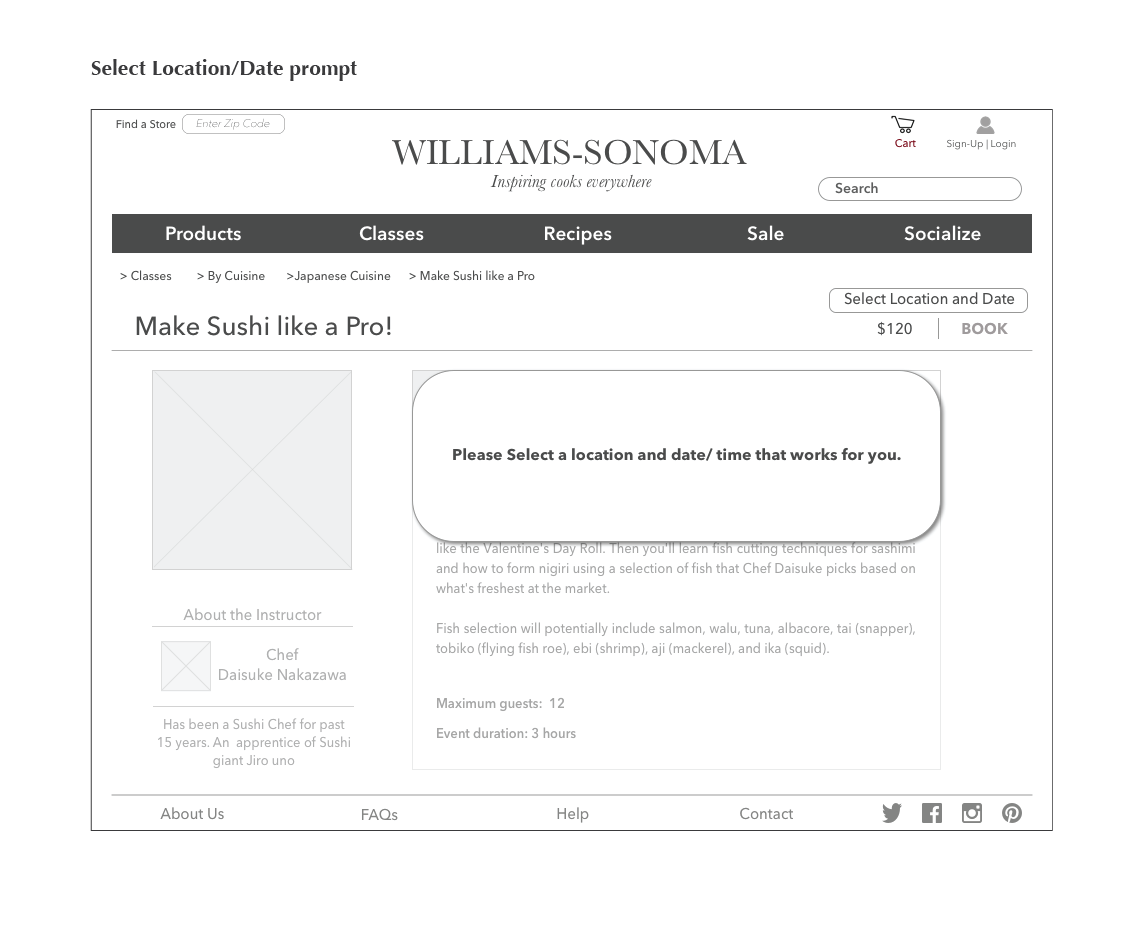 Select Location/Date prompt
Find a Store
Enter Zip Code
Cart
Sign-Up | Login
WILLIAMS-SONOMA
Inspiring cooks everywhere
Search
Products Classes Recipes Sale Socialize
> Classes > By Cuisine >Japanese Cuisine > Make Sushi like a Pro
Select Location and Date
Make Sushi like a Pro!
$120 | BOOK
Please Select a location and date/ time that works for you.
like the Valentine's Day Roll. Then you'll learn fish cutting techniques for sashimi
and how to form nigiri using a selection of fish that Chef Daisuke picks based on
what's freshest at the market.
Fish selection will potentially include salmon, walu, tuna, albacore, tai (snapper),
tobiko (flying fish roe), ebi (shrimp), aji (mackerel), and ika (squid).
Maximum guests: 12
Event duration: 3 hours
About the Instructor
Chef
Daisuke Nakazawa
Has been a Sushi Chef for past
15 years. An apprentice of Sushi
giant Jiro uno
About Us FAQs Help Contact